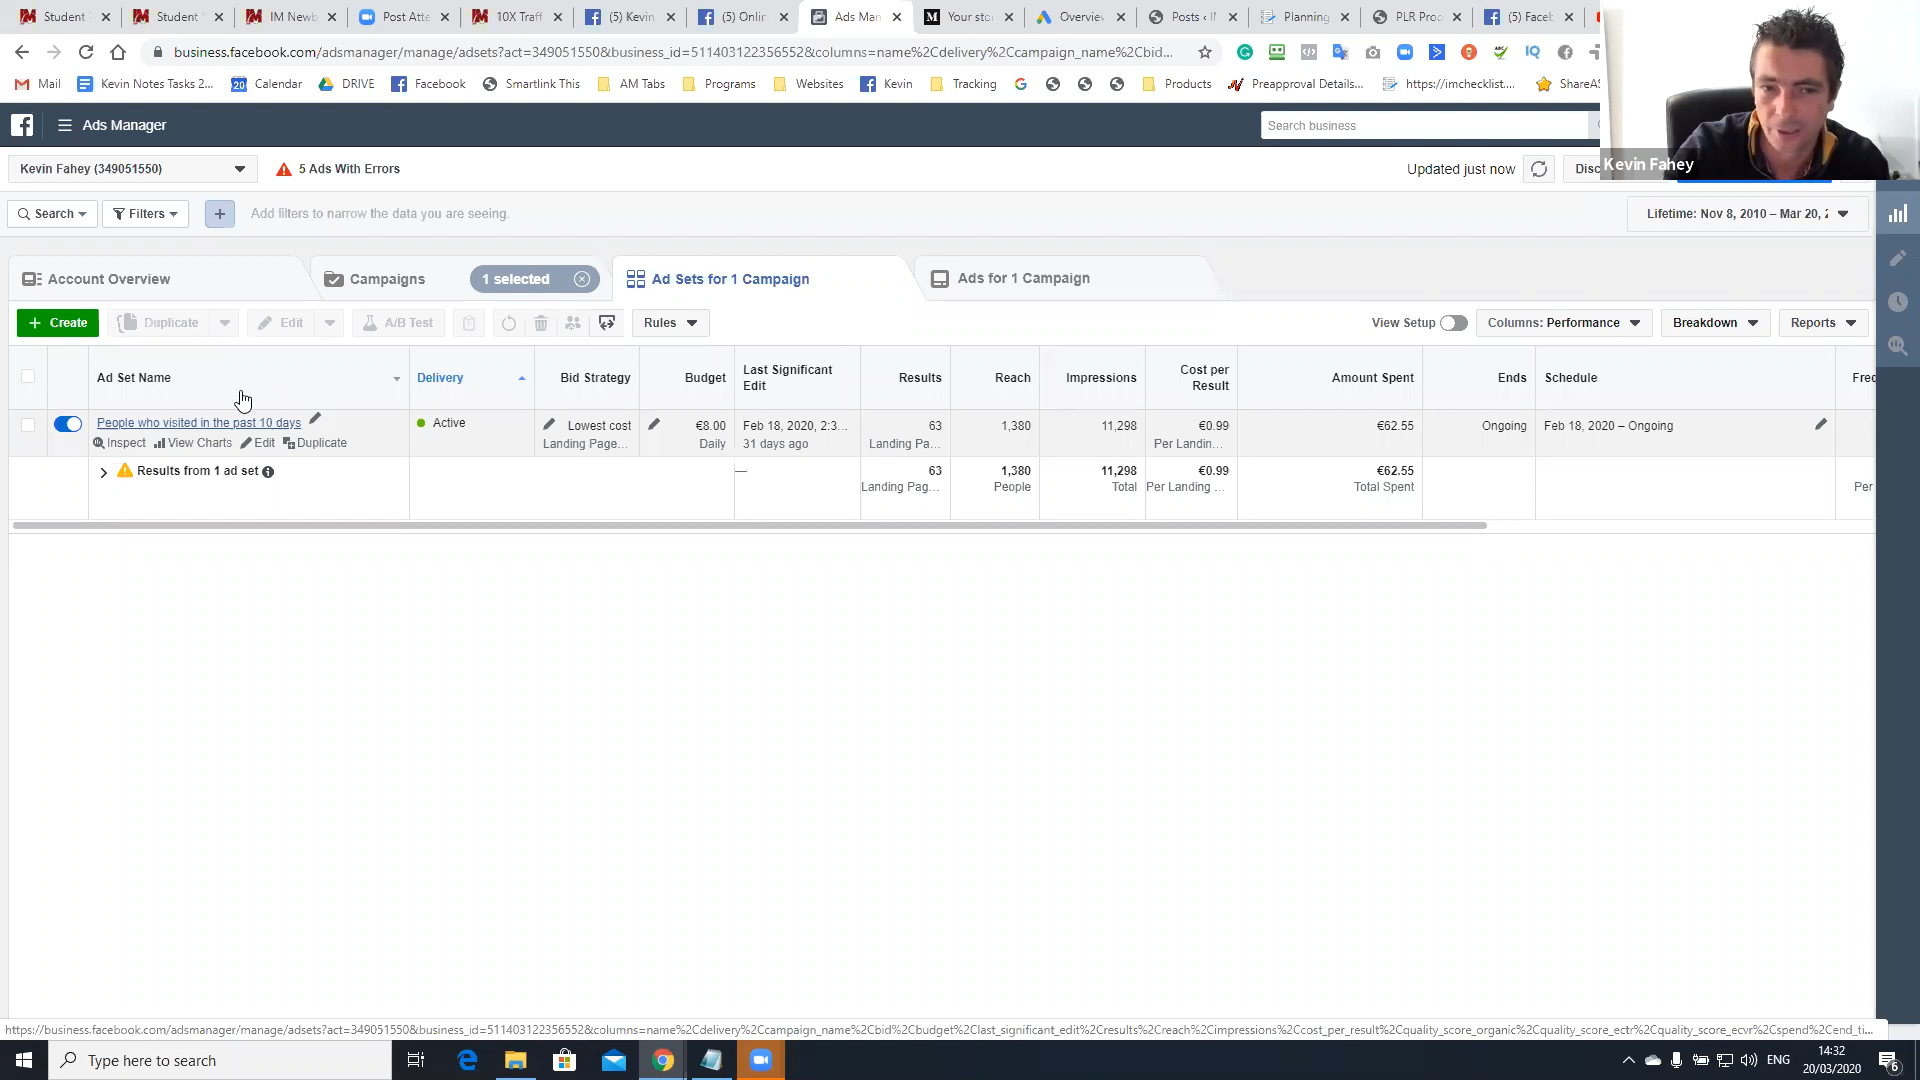 Student
Student
IM Newb
Post Atte
10X Traff
(5) Kevin
(5) Onlin
Ads Man
Your sto
Overview
Posts ‹ I
Planning
PLR Proc
(5) Faceb
business.facebook.com/adsmanager/manage/adsets?act=349051550&business_id=511403122356552&columns=name%2Cdelivery%2Ccampaign_name%2Cbid...
Mail
Kevin Notes Tasks 2...
Calendar
DRIVE
Facebook
Smartlink This
AM Tabs
Programs
Websites
Kevin
Tracking
Products
Preapproval Details...
https://imchecklist....
ShareAS
Ads Manager
Search business
Kevin Fahey
Kevin Fahey (349051550)
5 Ads With Errors
Updated just now
Disc
Search
Filters
Add filters to narrow the data you are seeing.
Lifetime: Nov 8, 2010 – Mar 20, 2
Account Overview
Campaigns
1 selected
Ad Sets for 1 Campaign
Ads for 1 Campaign
+ Create
Duplicate
Edit
A/B Test
Rules
View Setup
Columns: Performance
Breakdown
Reports
Ad Set Name
Delivery
Bid Strategy
Budget
Last Significant
Edit
Results
Reach
Impressions
Cost per
Result
Amount Spent
Ends
Schedule
Frec
People who visited in the past 10 days
Inspect View Charts Edit Duplicate
Active
Lowest cost
Landing Page...
€8.00
Daily
Feb 18, 2020, 2:3...
31 days ago
63
Landing Pa...
1,380
11,298
€0.99
Per Landin...
€62.55
Ongoing
Feb 18, 2020 – Ongoing
Results from 1 ad set
—
63
Landing Pag...
1,380
People
11,298
Total
€0.99
Per Landing ...
€62.55
Total Spent
Per
https://business.facebook.com/adsmanager/manage/adsets?act=349051550&business_id=511403122356552&columns=name%2Cdelivery%2Ccampaign_name%2Cbid%2Cbudget%2Clast_significant_edit%2Cresults%2Creach%2Cimpressions%2Ccost_per_result%2Cquality_score_organic%2Cquality_score_ectr%2Cquality_score_ecvr%2Cspend%2Cend_ti...
Type here to search
ENG
14:32
20/03/2020
6